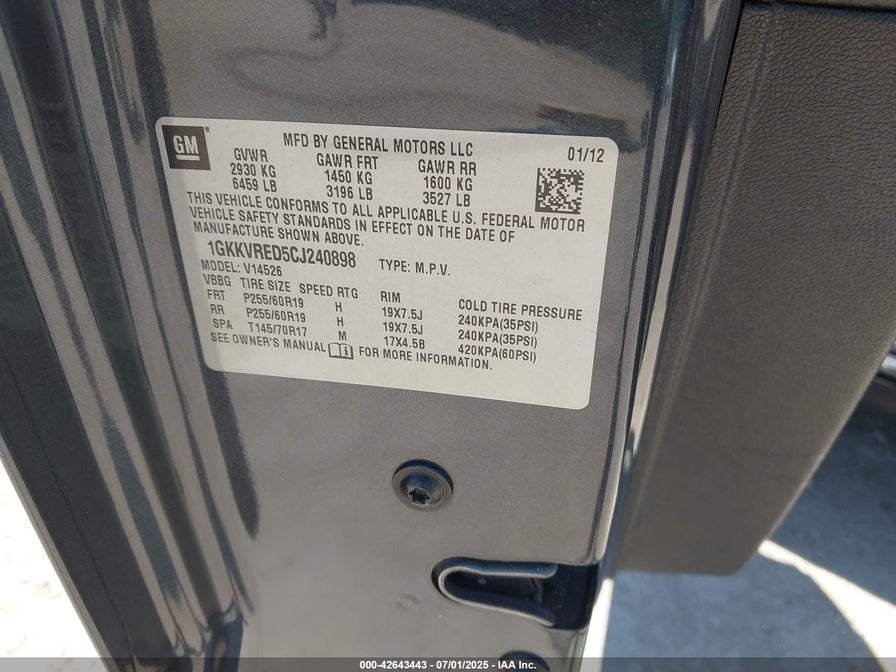 GM
MFD BY GENERAL MOTORS LLC
01/12
GVWR GAWR FRT GAWR RR
2930 KG 1450 KG 1600 KG
6459 LB 3196 LB 3527 LB
THIS VEHICLE CONFORMS TO ALL APPLICABLE U.S. FEDERAL MOTOR
VEHICLE SAFETY STANDARDS IN EFFECT ON THE DATE OF
MANUFACTURE SHOWN ABOVE.
1GKKVRED5CJ240898 TYPE: M.P.V.
MODEL: V14526
VBBG TIRE SIZE SPEED RTG RIM COLD TIRE PRESSURE
FRT P255/60R19 H 19X7.5J 240KPA(35PSI)
RR P255/60R19 H 19X7.5J 240KPA(35PSI)
SPA T145/70R17 M 17X4.5B 420KPA(60PSI)
SEE OWNER'S MANUAL FOR MORE INFORMATION.
000-42643443 | 07/01/2025 | IAA Inc.